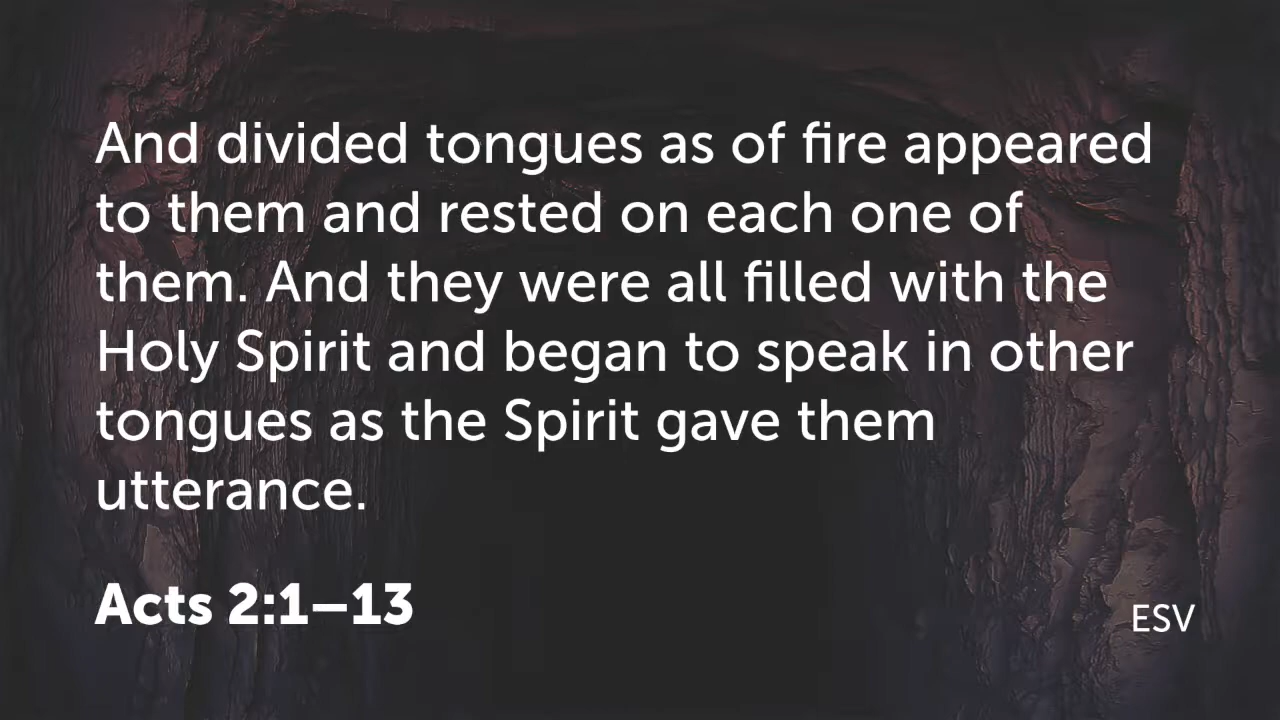 And divided tongues as of fire appeared
to them and rested on each one of
them. And they were all filled with the
Holy Spirit and began to speak in other
tongues as the Spirit gave them
utterance.
Acts 2:1–13
ESV